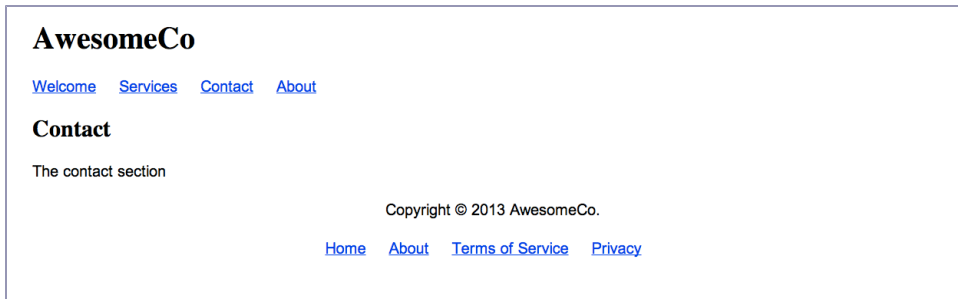 AwesomeCo
Welcome Services Contact About
Contact
The contact section
Copyright © 2013 AwesomeCo.
Home About Terms of Service Privacy